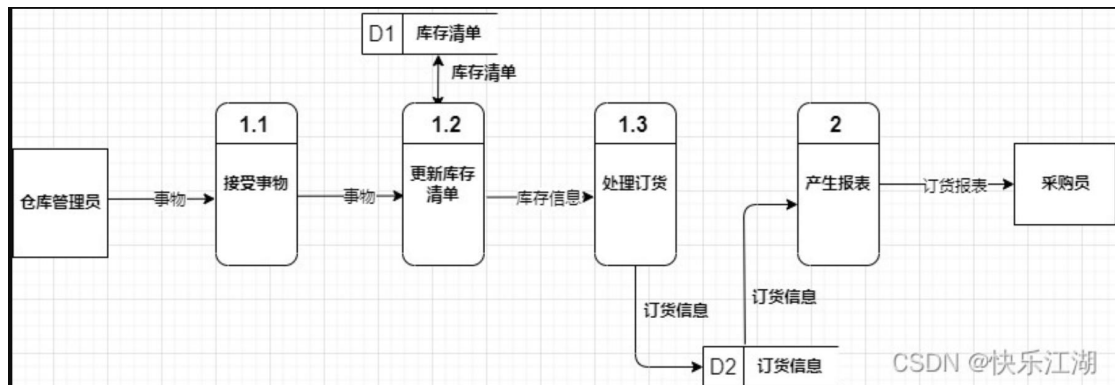 D1 库存清单
库存清单
1.1
1.2
1.3
2
仓库管理员
事物
接受事物
事物
更新库存
清单
库存信息
处理订货
产生报表
订货报表
采购员
订货信息
订货信息
D2 订货信息
CSDN @快乐江湖